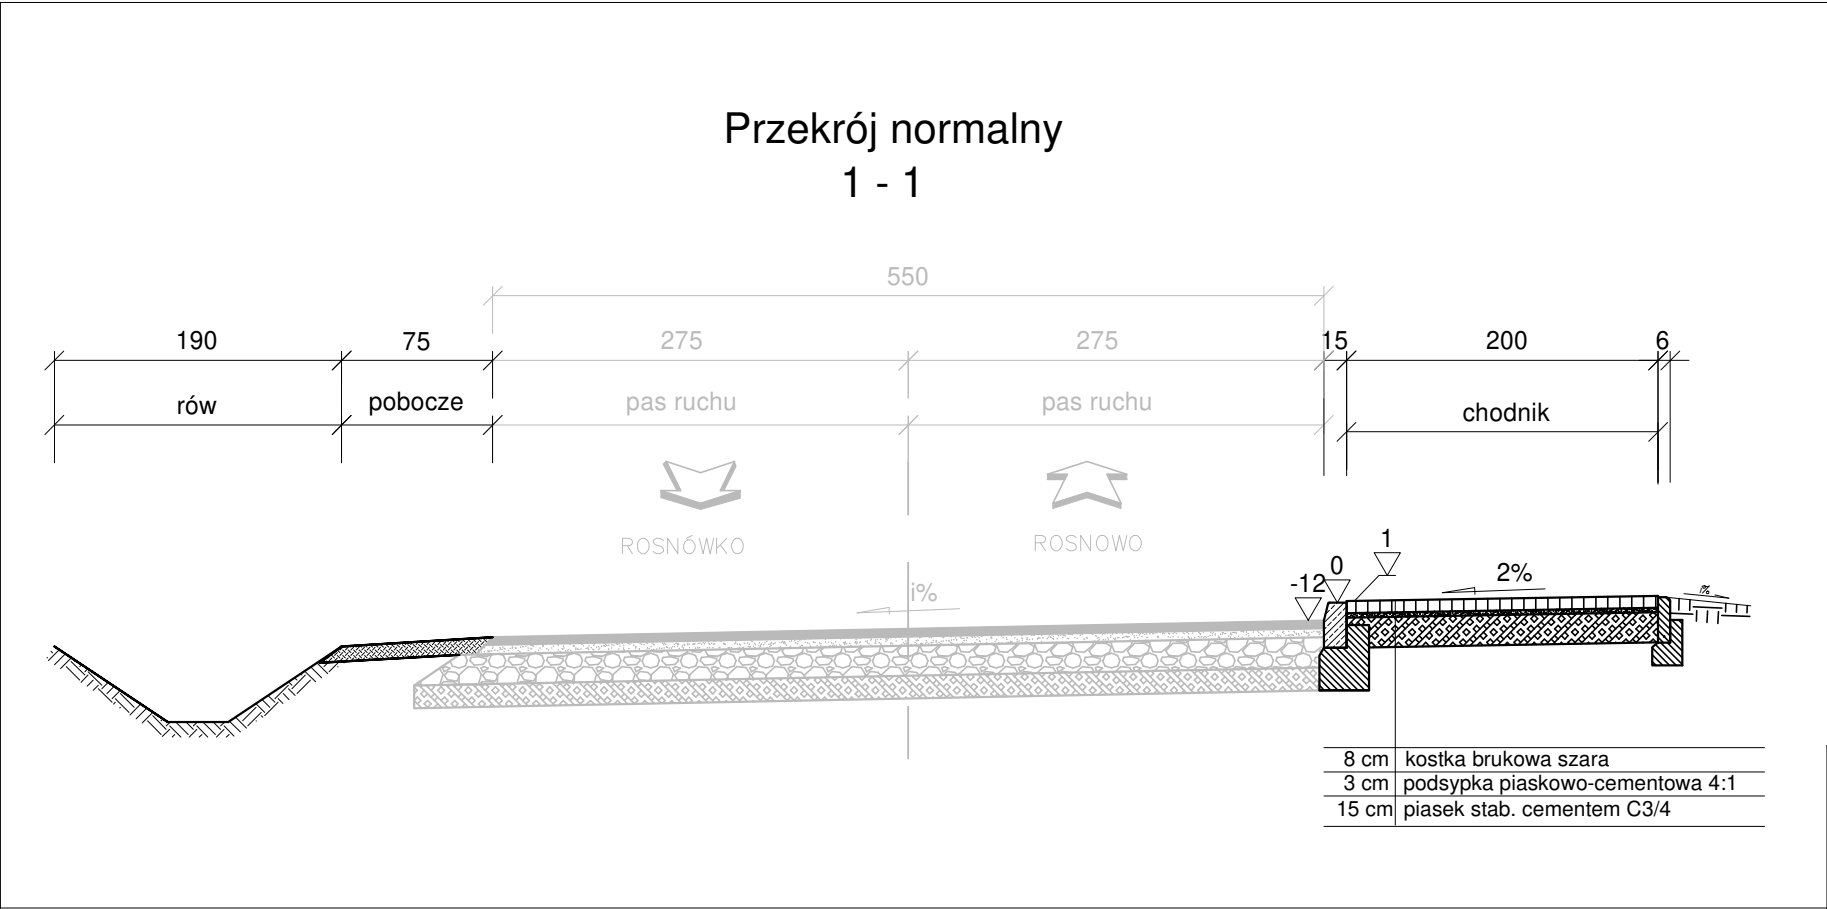 Przekrój normalny
1 - 1
550
190
75
275
275
15
200
6
rów
pobocze
pas ruchu
pas ruchu
chodnik
ROSNÓWKO
ROSNOWO
i%
-12
0
1
2%
8 cm kostka brukowa szara
3 cm podsypka piaskowo-cementowa 4:1
15 cm piasek stab. cementem C3/4